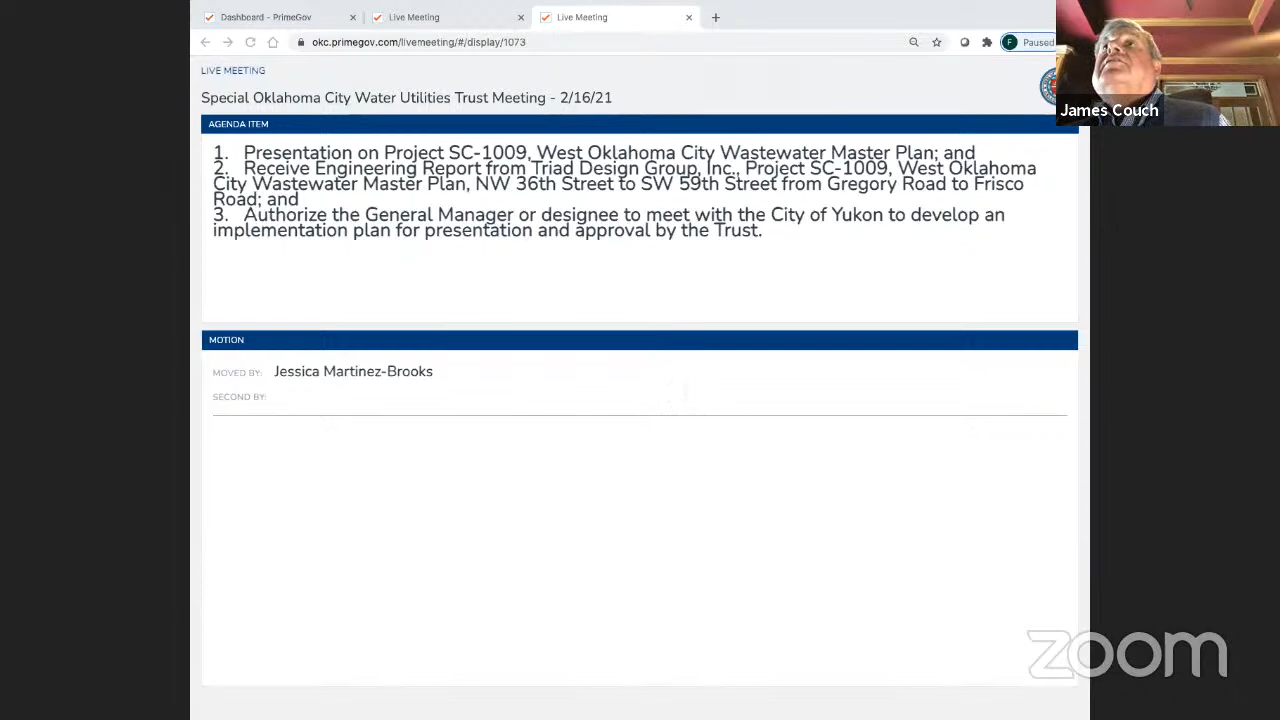 Dashboard - PrimeGov
Live Meeting
Live Meeting
okc.primegov.com/livemeeting/#/display/1073
F Paused
LIVE MEETING
Special Oklahoma City Water Utilities Trust Meeting - 2/16/21
James Couch
AGENDA ITEM
1. Presentation on Project SC-1009, West Oklahoma City Wastewater Master Plan; and
2. Receive Engineering Report from Triad Design Group, Inc., Project SC-1009, West Oklahoma
City Wastewater Master Plan, NW 36th Street to SW 59th Street from Gregory Road to Frisco
Road; and
3. Authorize the General Manager or designee to meet with the City of Yukon to develop an
implementation plan for presentation and approval by the Trust.
MOTION
MOVED BY: Jessica Martinez-Brooks
SECOND BY:
zoom